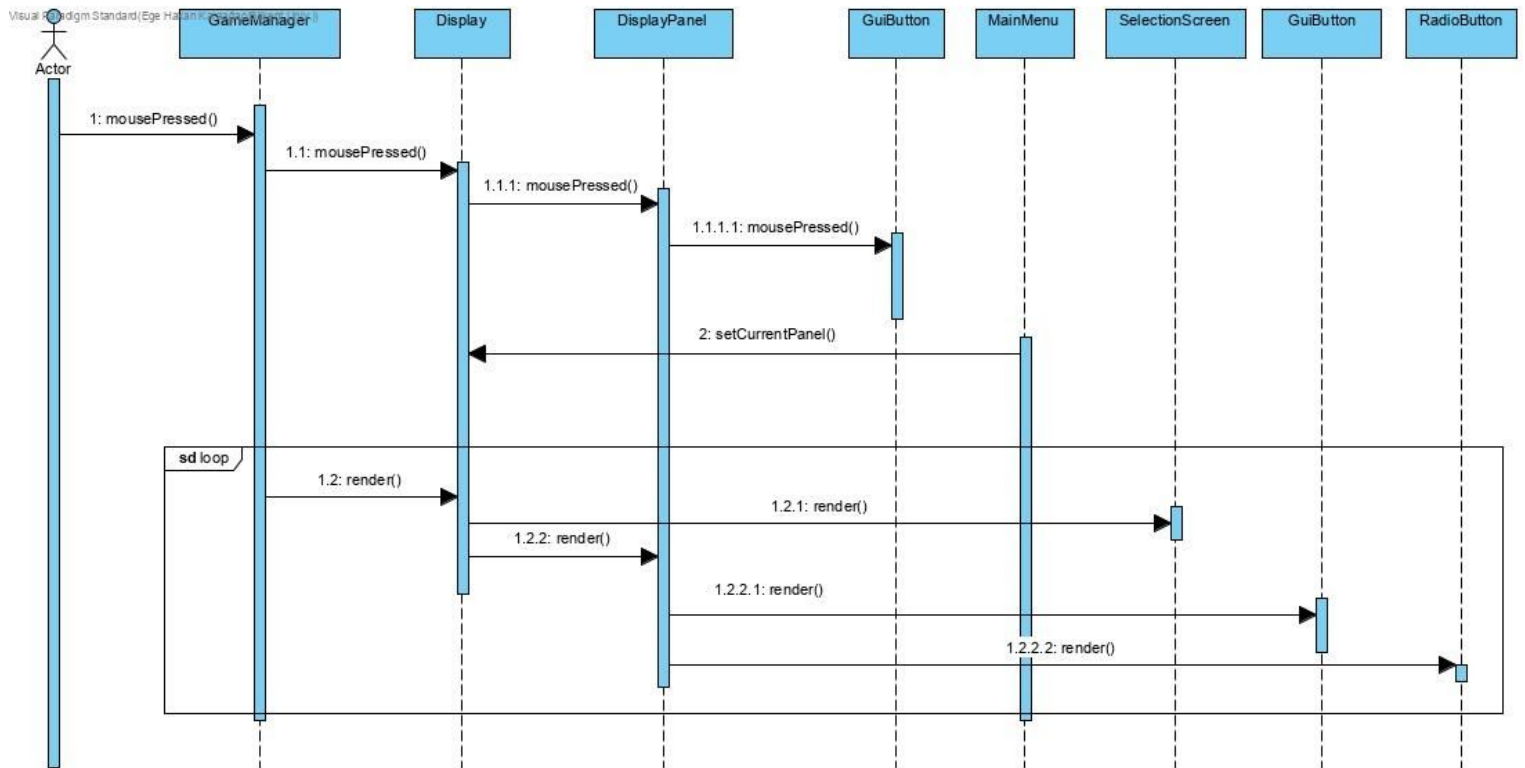 Visual Paradigm Standard(Ege Hakan
Actor
GameManager
Display
DisplayPanel
GuiButton
MainMenu
SelectionScreen
GuiButton
RadioButton
1: mousePressed()
1.1: mousePressed()
1.1.1: mousePressed()
1.1.1.1: mousePressed()
2: setCurrentPanel()
sd loop
1.2: render()
1.2.1: render()
1.2.2: render()
1.2.2.1: render()
1.2.2.2: render()